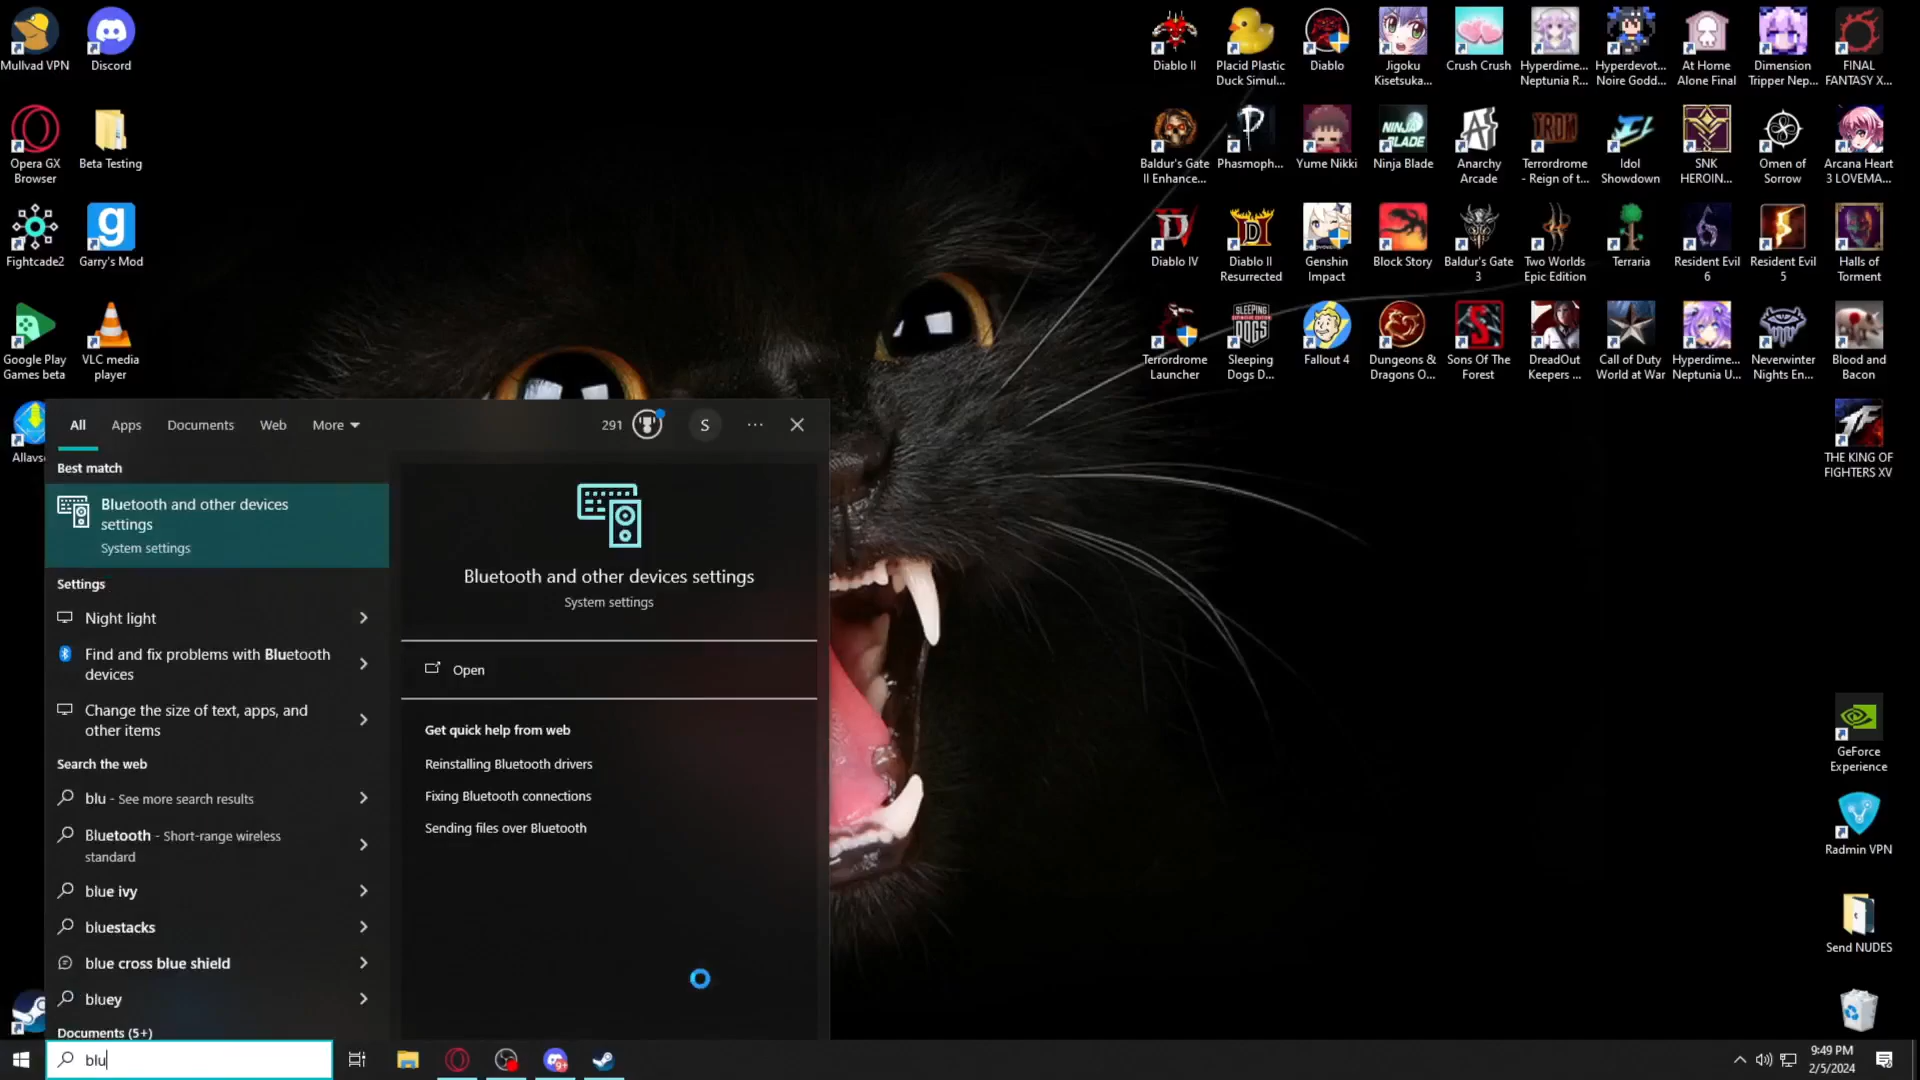 Mullvad VPN
Discord
Opera GX
Browser
Beta Testing
Fightcade2
Garry's Mod
Google Play
Games beta
VLC media
player
Diablo II
Placid Plastic
Duck Simul...
Diablo
Jigoku
Kisetsuka...
Crush Crush
Hyperdime...
Neptunia R...
Hyperdevot...
Noire Godd...
At Home
Alone Final
Dimension
Tripper Nep...
FINAL
FANTASY X...
Baldur's Gate
II Enhance...
Phasmoph...
Yume Nikki
NINJA
BLADE
Ninja Blade
Anarchy
Arcade
Terrordrome
- Reign of t...
Idol
Showdown
SNK
HEROIN...
Omen of
Sorrow
Arcana Heart
3 LOVEMA...
Diablo IV
Diablo II
Resurrected
Genshin
Impact
Block Story
Baldur's Gate
3
Two Worlds
Epic Edition
Terraria
Resident Evil
6
Resident Evil
5
Halls of
Torment
Terrordrome
Launcher
SLEEPING
DOGS
Sleeping
Dogs D...
Fallout 4
Dungeons &
Dragons O...
Sons Of The
Forest
DreadOut
Keepers ...
Call of Duty
World at War
Hyperdime...
Neptunia U...
Neverwinter
Nights En...
Blood and
Bacon
THE KING OF
FIGHTERS XV
GeForce
Experience
Radmin VPN
Send NUDES
All
Apps
Documents
Web
More
291
S
Best match
Bluetooth and other devices
settings
System settings
Settings
Night light
Find and fix problems with Bluetooth
devices
Change the size of text, apps, and
other items
Search the web
blu - See more search results
Bluetooth - Short-range wireless
standard
blue ivy
bluestacks
blue cross blue shield
bluey
Documents (5+)
Bluetooth and other devices settings
System settings
Open
Get quick help from web
Reinstalling Bluetooth drivers
Fixing Bluetooth connections
Sending files over Bluetooth
blu
9+
9:49 PM
2/5/2024